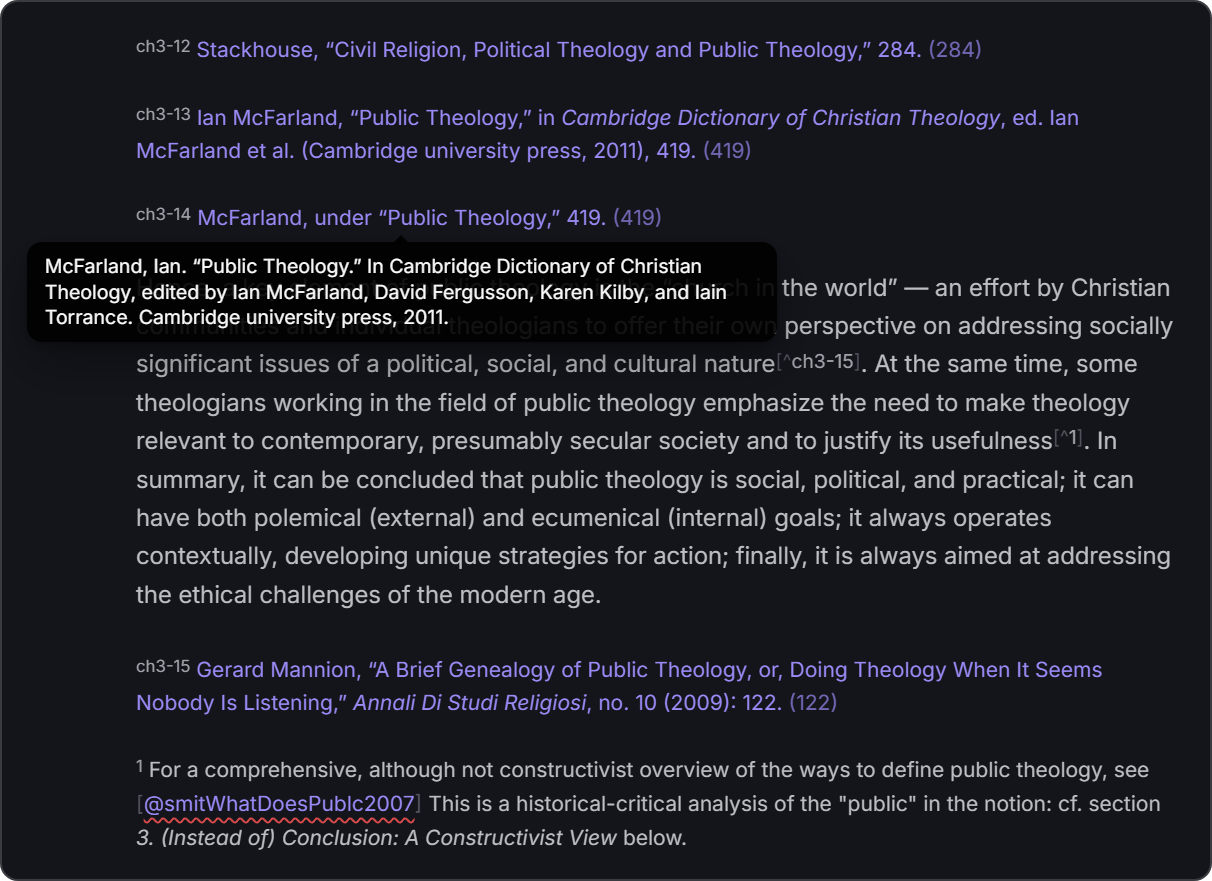 ch3-12 Stackhouse, “Civil Religion, Political Theology and Public Theology,” 284. (284)
ch3-13 Ian McFarland, “Public Theology,” in Cambridge Dictionary of Christian Theology, ed. Ian
McFarland et al. (Cambridge university press, 2011), 419. (419)
ch3-14 McFarland, under “Public Theology,” 419. (419)
McFarland, Ian. “Public Theology.” In Cambridge Dictionary of Christian
Theology, edited by Ian McFarland, David Fergusson, Karen Kilby, and Iain
Torrance. Cambridge university press, 2011.
in the world” — an effort by Christian
communities and individual theologians to offer their own perspective on addressing socially
significant issues of a political, social, and cultural nature[^ch3-15]. At the same time, some
theologians working in the field of public theology emphasize the need to make theology
relevant to contemporary, presumably secular society and to justify its usefulness[^1]. In
summary, it can be concluded that public theology is social, political, and practical; it can
have both polemical (external) and ecumenical (internal) goals; it always operates
contextually, developing unique strategies for action; finally, it is always aimed at addressing
the ethical challenges of the modern age.
ch3-15 Gerard Mannion, “A Brief Genealogy of Public Theology, or, Doing Theology When It Seems
Nobody Is Listening,” Annali Di Studi Religiosi, no. 10 (2009): 122. (122)
1 For a comprehensive, although not constructivist overview of the ways to define public theology, see
[@smitWhatDoesPublc2007] This is a historical-critical analysis of the "public" in the notion: cf. section
3. (Instead of) Conclusion: A Constructivist View below.